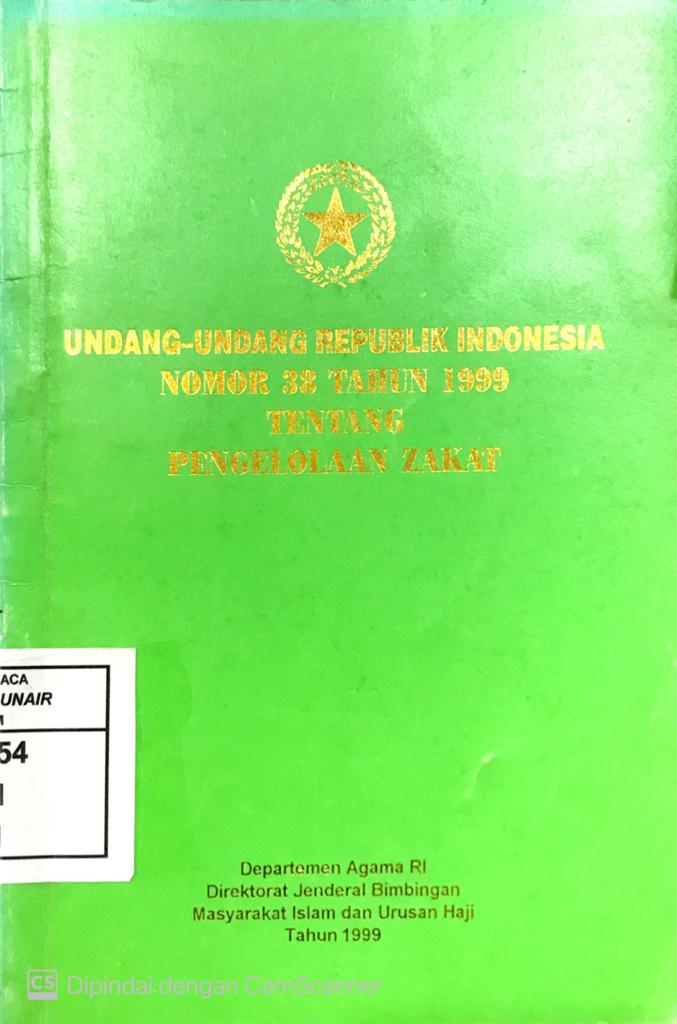 UNDANG-UNDANG REPUBLIK INDONESIA
NOMOR 38 TAHUN 1999
TENTANG
PENGELOLAAN ZAKAT
ACA
UNAIR
M
54
Departemen Agama RI
Direktorat Jenderal Bimbingan
Masyarakat Islam dan Urusan Haji
Tahun 1999
CS Dipindai dengan CamScanner